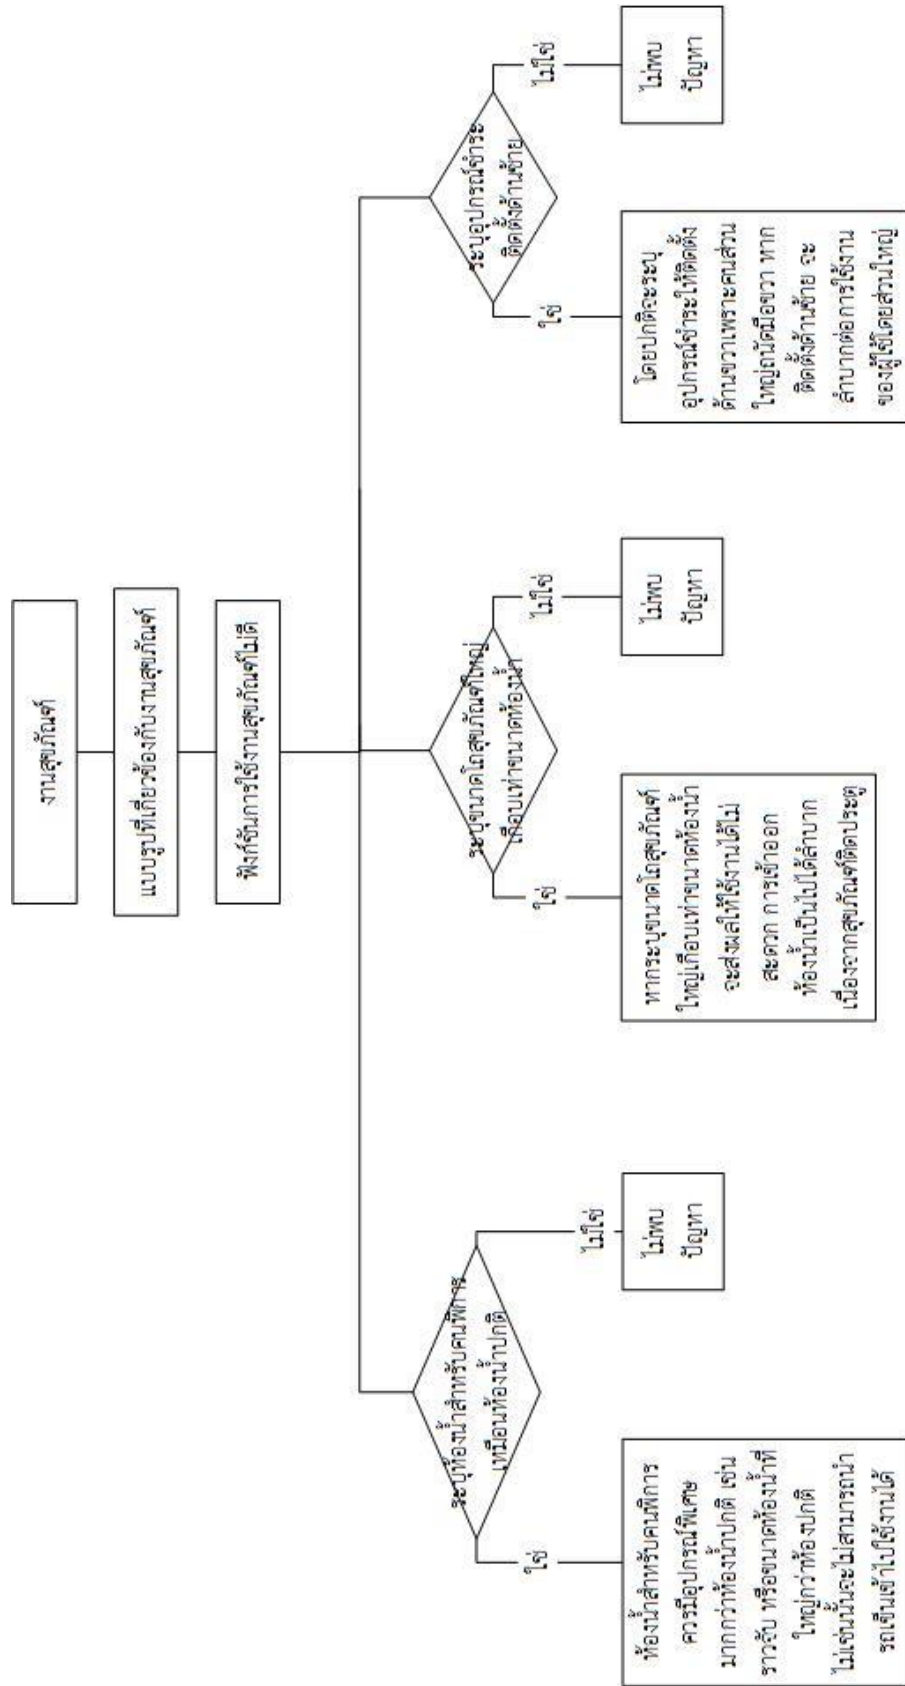 งานสุขภัณฑ์
แบบรูปที่เกี่ยวข้องกับงานสุขภัณฑ์
ฟังก์ชันการใช้งานสุขภัณฑ์ไม่ดี
ระบุห้องน้ำสำหรับคนพิการ
เหมือนห้องน้ำปกติ
ใช่
ไม่ใช่
ห้องน้ำสำหรับคนพิการ
ควรมีอุปกรณ์พิเศษ
มากกว่าห้องน้ำปกติ เช่น
ราวจับ หรือขนาดห้องน้ำที่
ใหญ่กว่าห้องปกติ
ไม่เช่นนั้นจะไม่สามารถนำ
รถเข็นเข้าไปใช้งานได้
ไม่พบ
ปัญหา
ระบุขนาดโถสุขภัณฑ์ใหญ่
เกือบเท่าขนาดห้องน้ำ
ใช่
ไม่ใช่
หากระบุขนาดโถสุขภัณฑ์
ใหญ่เกือบเท่าขนาดห้องน้ำ
จะส่งผลให้ใช้งานได้ไม่
สะดวก การเข้าออก
ห้องน้ำเป็นไปได้ลำบาก
เนื่องจากสุขภัณฑ์ติดประตู
ไม่พบ
ปัญหา
ระบุอุปกรณ์ชำระ
ติดตั้งด้านซ้าย
ใช่
ไม่ใช่
โดยปกติจะระบุ
อุปกรณ์ชำระให้ติดตั้ง
ด้านขวาเพราะคนส่วน
ใหญ่ถนัดมือขวา หาก
ติดตั้งด้านซ้าย จะ
ลำบากต่อการใช้งาน
ของผู้ใช้โดยส่วนใหญ่
ไม่พบ
ปัญหา